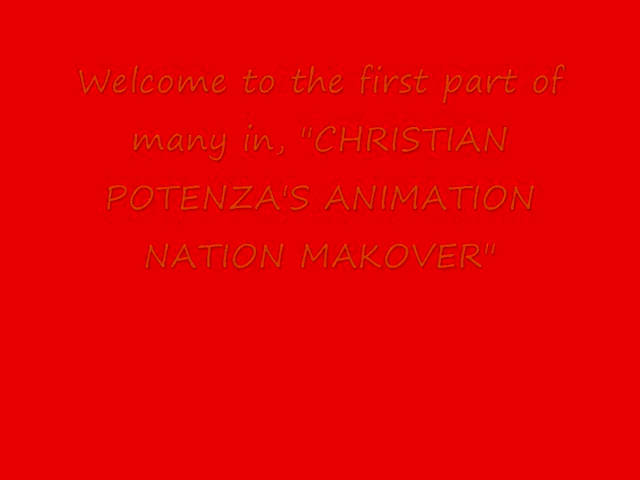 Welcome to the first part of
many in, "CHRISTIAN
POTENZA'S ANIMATION
NATION MAKOVER"